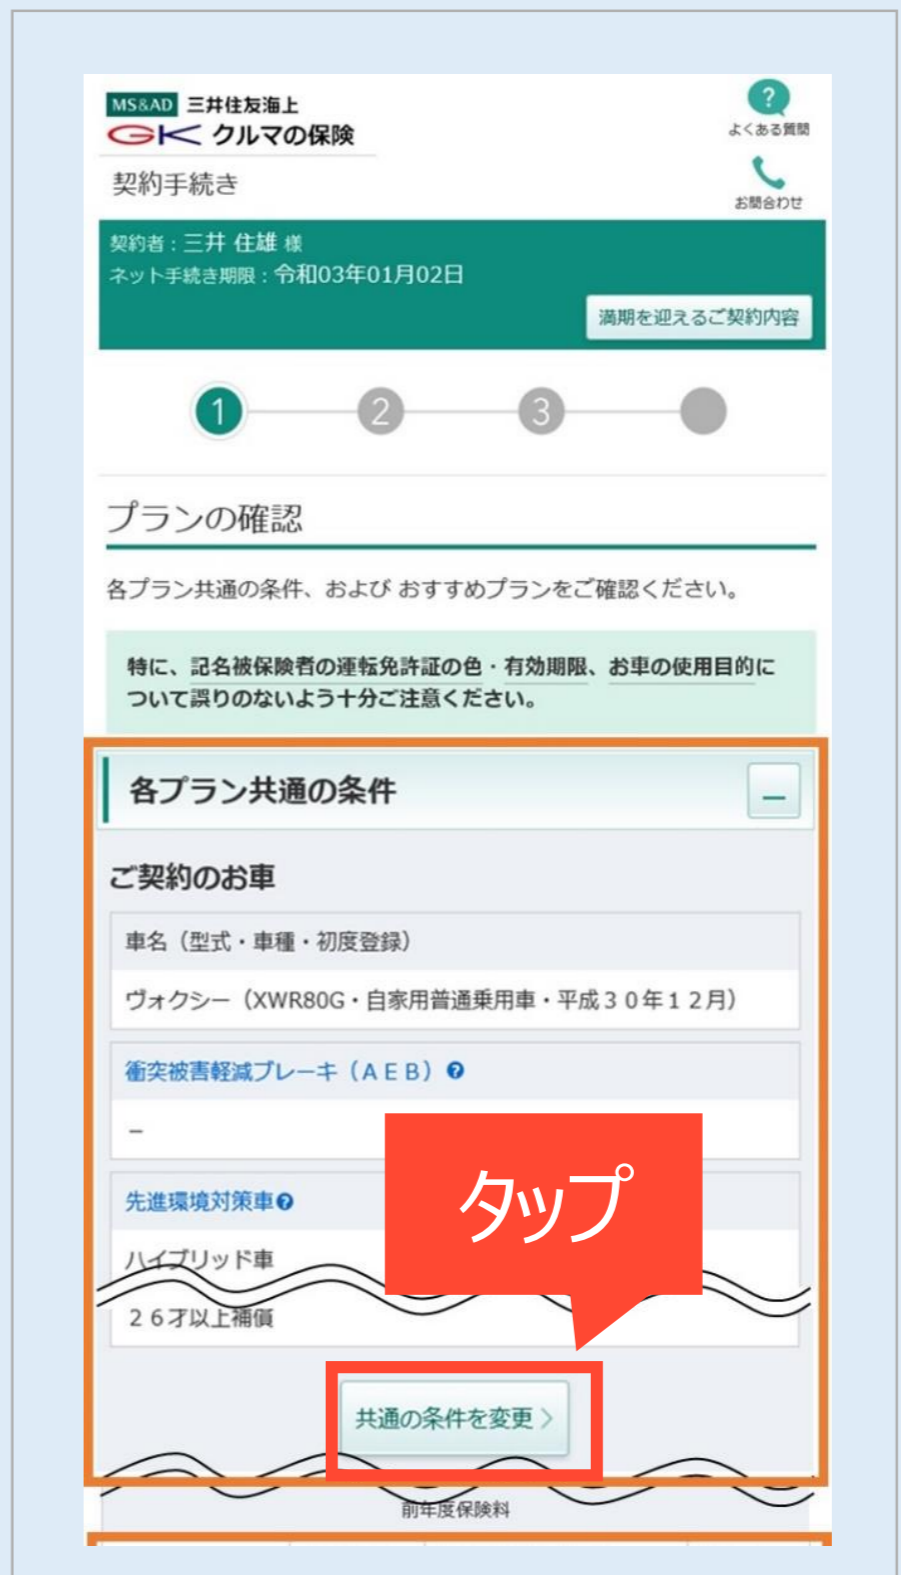 MS&AD 三井住友海上
GK クルマの保険
よくある質問
契約手続き
お問合わせ
契約者：三井 住雄 様
ネット手続き期限：令和03年01月02日
満期を迎えるご契約内容
1 2 3
プランの確認
各プラン共通の条件、および おすすめプランをご確認ください。
特に、記名被保険者の運転免許証の色・有効期限、お車の使用目的に
ついて誤りのないよう十分ご注意ください。
各プラン共通の条件
ご契約のお車
車名（型式・車種・初度登録）
ヴォクシー（XWR80G・自家用普通乗用車・平成３０年１２月）
衝突被害軽減ブレーキ（ＡＥＢ）
－
タップ
先進環境対策車
ハイブリッド車
２６才以上補償
共通の条件を変更
前年度保険料